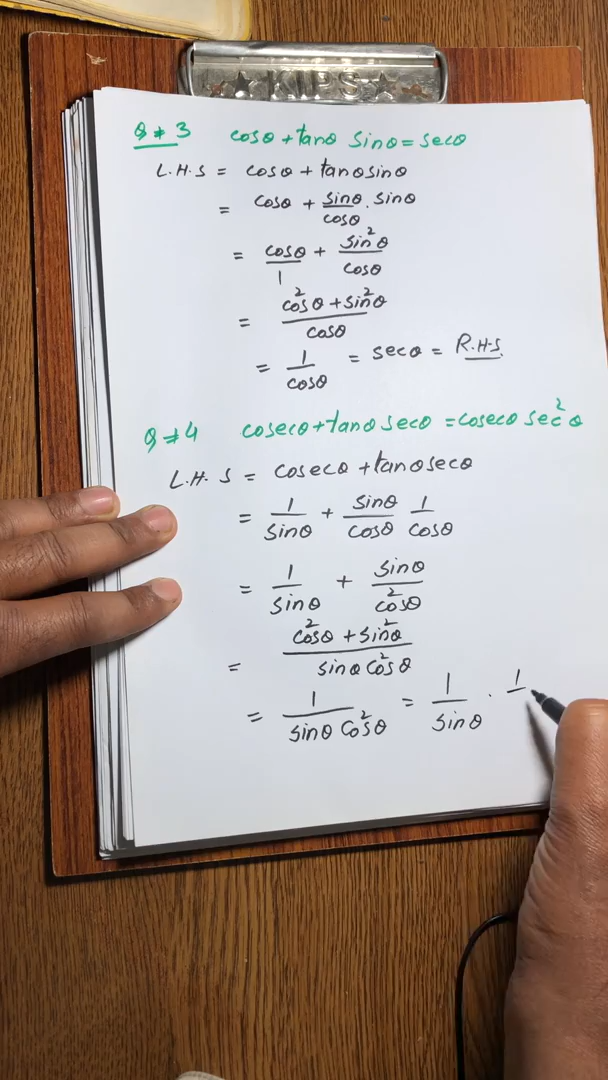 KIPS
Q # 3 cosθ + tanθ sinθ = secθ
L.H.S = cosθ + tanθ sinθ
= cosθ + sinθ/cosθ . sinθ
= cosθ/1 + sin²θ/cosθ
= cos²θ + sin²θ/cosθ
= 1/cosθ = secθ = R.H.S.
Q # 4 cosecθ + tanθ secθ = cosecθ sec²θ
L.H.S = cosecθ + tanθ secθ
= 1/sinθ + sinθ/cosθ 1/cosθ
= 1/sinθ + sinθ/cos²θ
= cos²θ + sin²θ/sinθ cos²θ
= 1/sinθ cos²θ = 1/sinθ . 1/